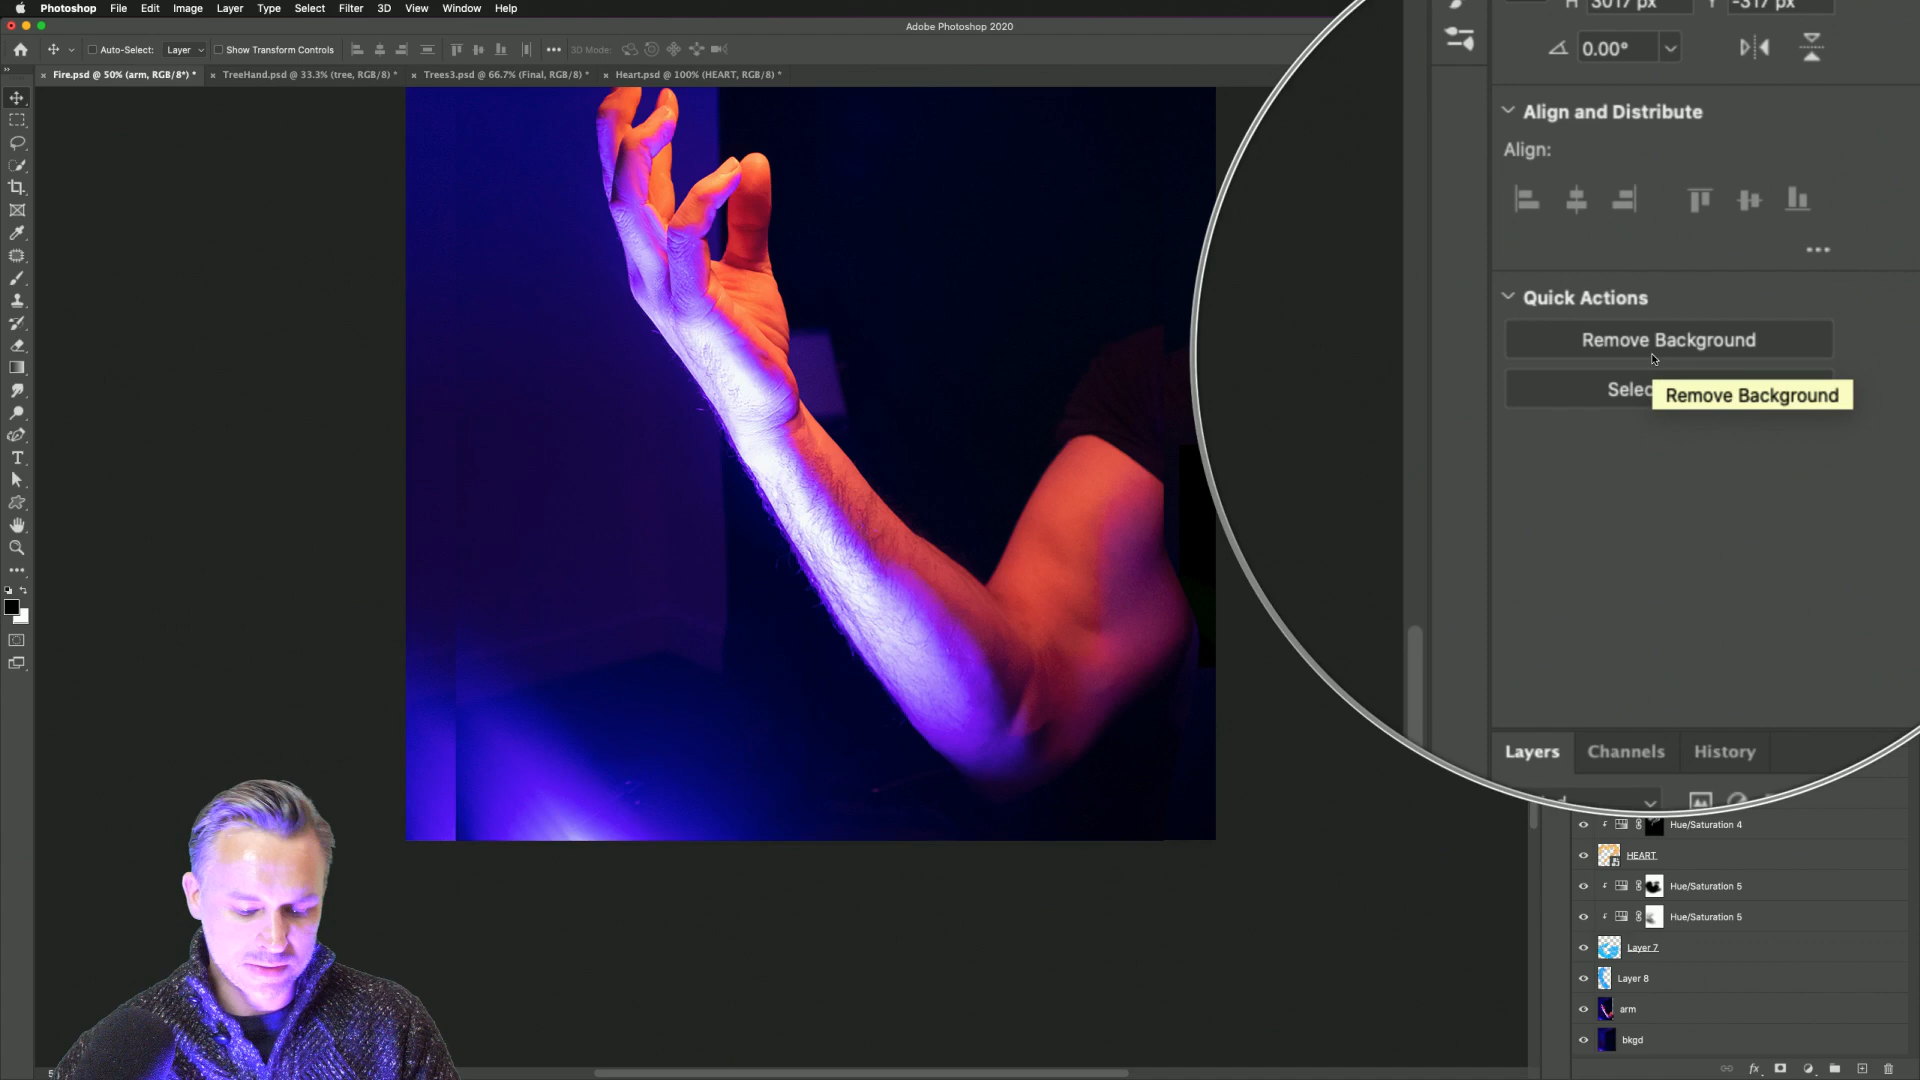 Photoshop File Edit Image Layer Type Select Filter 3D View Window Help
Adobe Photoshop 2020
Auto-Select: Layer Show Transform Controls 3D Mode:
Fire.psd @ 50% (arm, RGB/8*) * TreeHand.psd @ 33.3% (tree, RGB/8) * Trees3.psd @ 66.7% (Final, RGB/8) * Heart.psd @ 100% (HEART, RGB/8) *
H 3017 px Y -317 px
0.00°
Align and Distribute
Align:
Quick Actions
Remove Background
Selec
Remove Background
Layers Channels History
Hue/Saturation 4
HEART
Hue/Saturation 5
Hue/Saturation 5
Layer 7
Layer 8
arm
bkgd